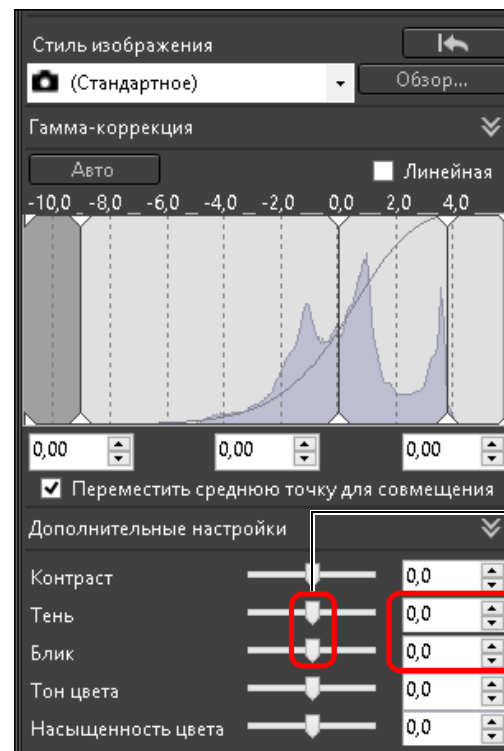 Стиль изображения
(Стандартное) Обзор...
Гамма-коррекция
Авто Линейная
-10,0 -8,0 -6,0 -4,0 -2,0 0,0 2,0 4,0
0,00 0,00 0,00
Переместить среднюю точку для совмещения
Дополнительные настройки
Контраст 0,0
Тень 0,0
Блик 0,0
Тон цвета 0,0
Насыщенность цвета 0,0